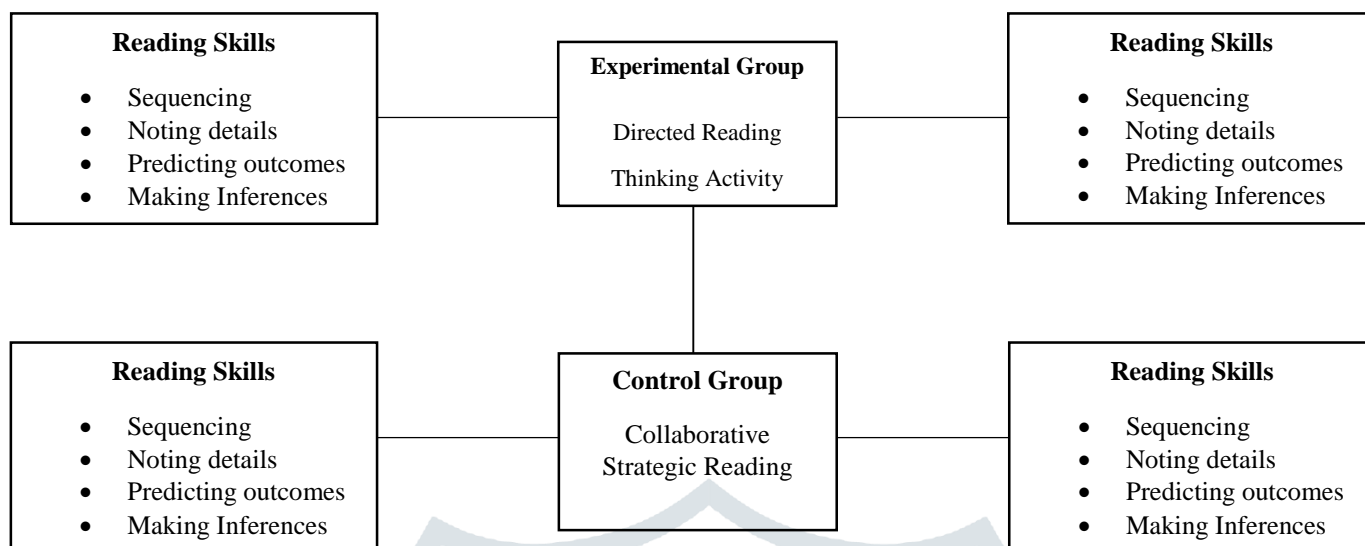 Reading Skills
• Sequencing
• Noting details
• Predicting outcomes
• Making Inferences
Experimental Group
Directed Reading
Thinking Activity
Reading Skills
• Sequencing
• Noting details
• Predicting outcomes
• Making Inferences
Reading Skills
• Sequencing
• Noting details
• Predicting outcomes
• Making Inferences
Control Group
Collaborative
Strategic Reading
Reading Skills
• Sequencing
• Noting details
• Predicting outcomes
• Making Inferences